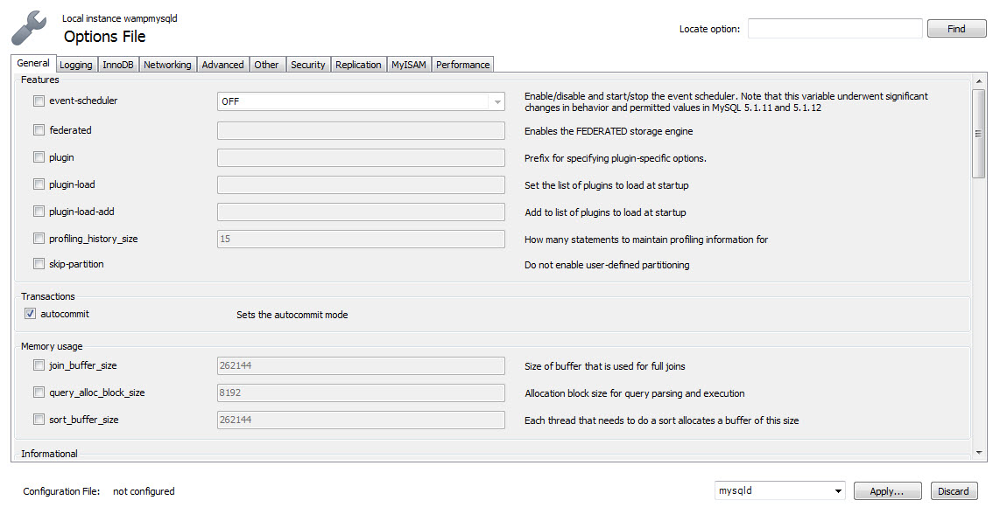 Local instance wampmysqld
Options File
Locate option:
Find
General Logging InnoDB Networking Advanced Other Security Replication MyISAM Performance
Features
event-scheduler OFF Enable/disable and start/stop the event scheduler. Note that this variable underwent significant
changes in behavior and permitted values in MySQL 5.1.11 and 5.1.12
federated Enables the FEDERATED storage engine
plugin Prefix for specifying plugin-specific options.
plugin-load Set the list of plugins to load at startup
plugin-load-add Add to list of plugins to load at startup
profiling_history_size 15 How many statements to maintain profiling information for
skip-partition Do not enable user-defined partitioning
Transactions
autocommit Sets the autocommit mode
Memory usage
join_buffer_size 262144 Size of buffer that is used for full joins
query_alloc_block_size 8192 Allocation block size for query parsing and execution
sort_buffer_size 262144 Each thread that needs to do a sort allocates a buffer of this size
Informational
Configuration File: not configured mysqld Apply... Discard